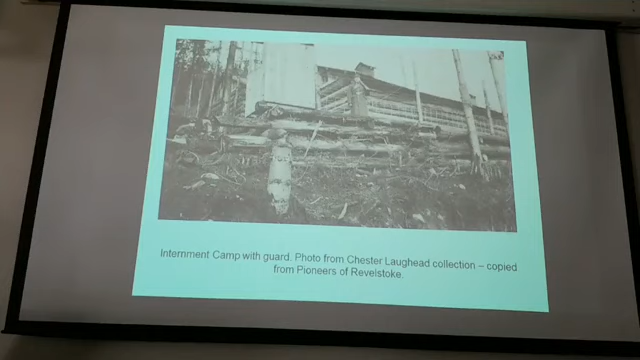 Internment Camp with guard. Photo from Chester Laughead collection – copied
from Pioneers of Revelstoke.